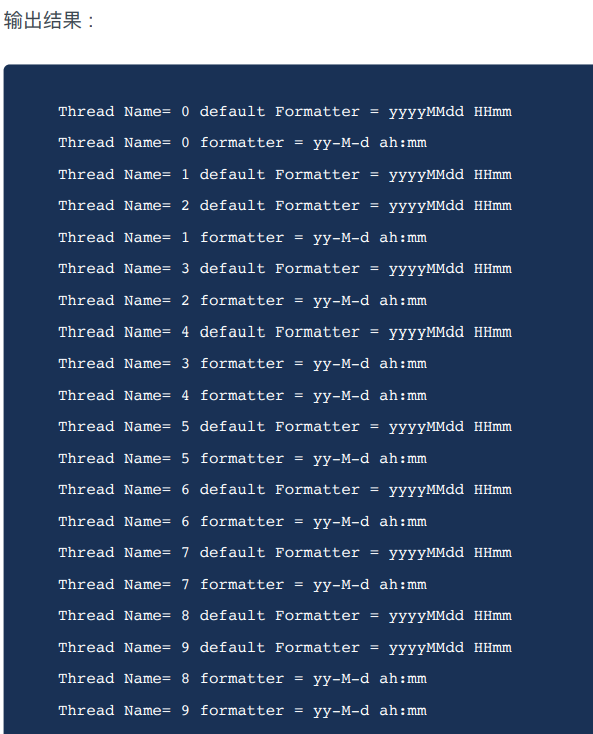 输出结果：
Thread Name= 0 default Formatter = yyyyMMdd HHmm
Thread Name= 0 formatter = yy-M-d ah:mm
Thread Name= 1 default Formatter = yyyyMMdd HHmm
Thread Name= 2 default Formatter = yyyyMMdd HHmm
Thread Name= 1 formatter = yy-M-d ah:mm
Thread Name= 3 default Formatter = yyyyMMdd HHmm
Thread Name= 2 formatter = yy-M-d ah:mm
Thread Name= 4 default Formatter = yyyyMMdd HHmm
Thread Name= 3 formatter = yy-M-d ah:mm
Thread Name= 4 formatter = yy-M-d ah:mm
Thread Name= 5 default Formatter = yyyyMMdd HHmm
Thread Name= 5 formatter = yy-M-d ah:mm
Thread Name= 6 default Formatter = yyyyMMdd HHmm
Thread Name= 6 formatter = yy-M-d ah:mm
Thread Name= 7 default Formatter = yyyyMMdd HHmm
Thread Name= 7 formatter = yy-M-d ah:mm
Thread Name= 8 default Formatter = yyyyMMdd HHmm
Thread Name= 9 default Formatter = yyyyMMdd HHmm
Thread Name= 8 formatter = yy-M-d ah:mm
Thread Name= 9 formatter = yy-M-d ah:mm